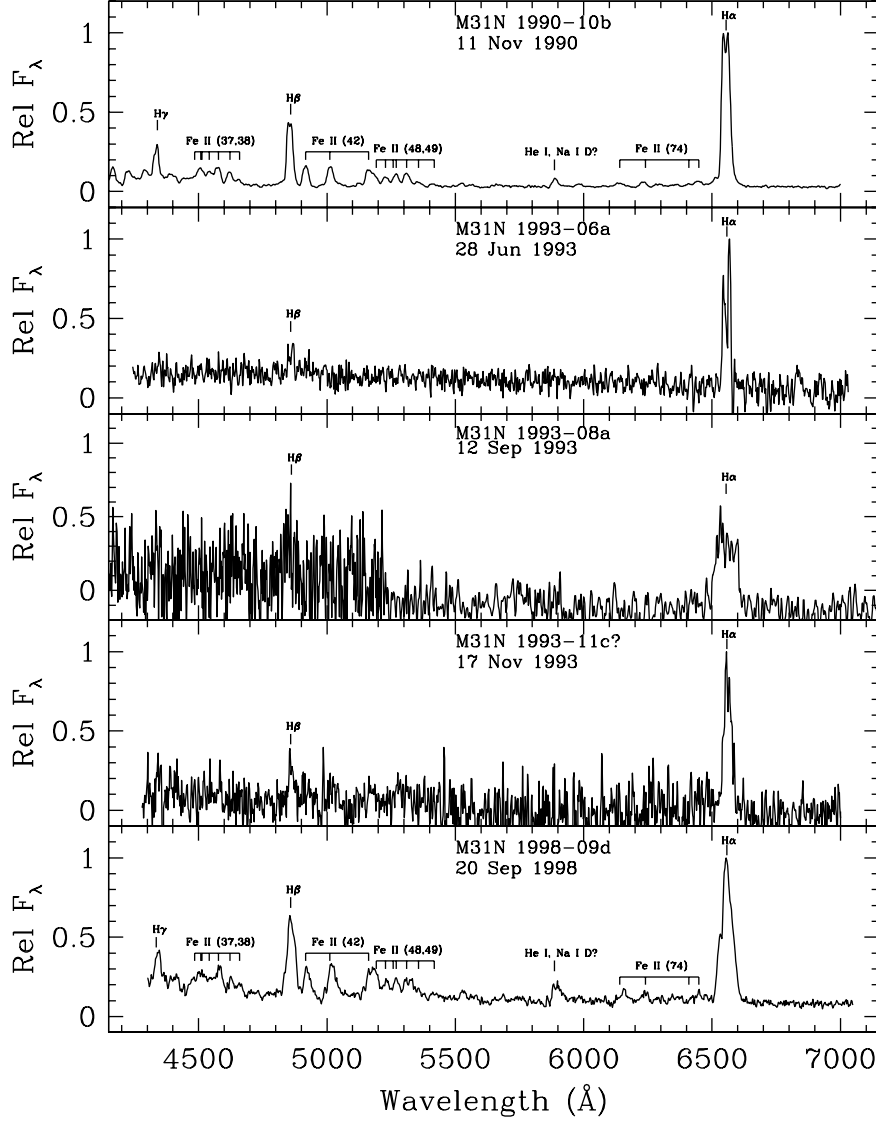 M31N 1990-10b
11 Nov 1990
Hγ
Fe II (37,38)
Hβ
Fe II (42)
Fe II (48,49)
He I, Na I D?
Fe II (74)
Hα
1
0.5
0
Rel Fλ
M31N 1993-06a
28 Jun 1993
Hβ
Hα
1
0.5
0
Rel Fλ
M31N 1993-08a
12 Sep 1993
Hβ
Hα
1
0.5
0
Rel Fλ
M31N 1993-11c?
17 Nov 1993
Hβ
Hα
1
0.5
0
Rel Fλ
M31N 1998-09d
20 Sep 1998
Hγ
Fe II (37,38)
Hβ
Fe II (42)
Fe II (48,49)
He I, Na I D?
Fe II (74)
Hα
1
0.5
0
Rel Fλ
4500 5000 5500 6000 6500 7000
Wavelength (Å)